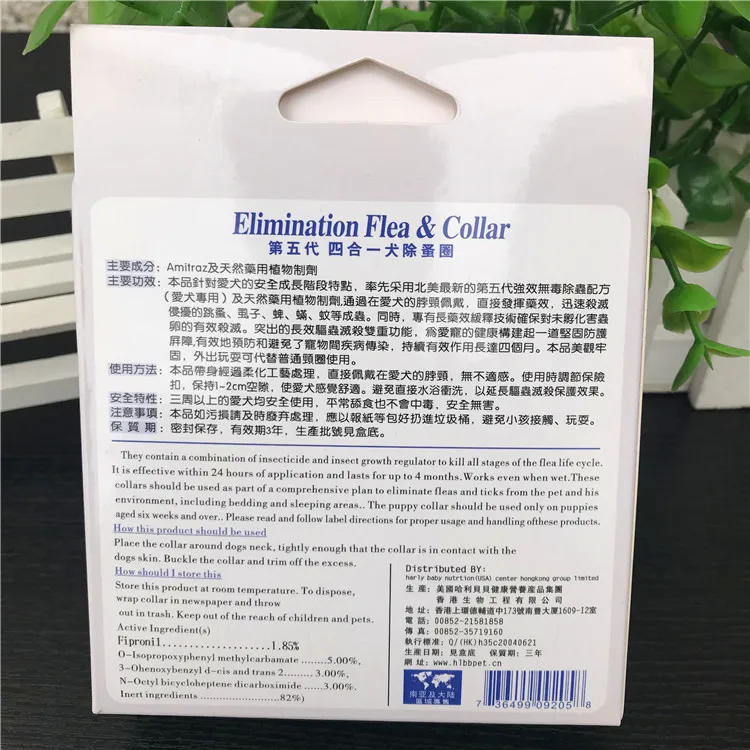 Elimination Flea & Collar
第五代 四合一犬除蚤圈
主要成分： Amitraz及天然藥用植物制劑
主要功效： 本品針對愛犬的安全成長階段特點，率先采用北美最新的第五代強效無毒除蟲配方
（愛犬專用）及天然藥用植物制劑,通過在愛犬的脖頸佩戴，直接發揮藥效，迅速殺滅
侵擾的跳蚤、虱子、蜱、蟎、蚊等成蟲。同時，專有長藥效緩釋技術確保對未孵化害蟲
卵的有效殺滅。突出的長效驅蟲滅殺雙重功能，爲愛寵的健康構建起一道堅固防護
屏障,有效地預防和避免了寵物間疾病傳染，持續有效作用長達四個月。本品美觀牢
固，外出玩耍可代替普通頸圈使用。
使用方法： 本品帶身經過柔化工藝處理，直接佩戴在愛犬的脖頸，無不適感。使用時調節保險
扣，保持1-2cm空隙，使愛犬感覺舒適。避免直接水浴衝洗，以延長驅蟲滅殺保護效果。
安全特性： 三周以上的愛犬均安全使用，平常舔食也不會中毒，安全無害。
注意事項： 本品如污損請及時廢弃處理，應以報紙等包好扔進垃圾桶，避免小孩接觸、玩耍。
保 質 期： 密封保存，有效期3年，生產批號見盒底。
They contain a combination of insecticide and insect growth regulator to kill all stages of the flea life cycle.
It is effective within 24 hours of application and lasts for up to 4 months.Works even when wet.These
collars should be used as part of a comprehensive plan to eliminate fleas and ticks from the pet and his
environment, including bedding and sleeping areas.. The puppy collar should be used only on puppies
aged six weeks and over.. Please read and follow label directions for proper usage and handling ofthese products.
How this product should be used
Place the collar around dogs neck, tightly enough that the collar is in contact with the
dogs skin. Buckle the collar and trim off the excess.
How should I store this
Store this product at room temperature. To dispose,
wrap collar in newspaper and throw
out in trash. Keep out of the reach of children and pets.
Active Ingredient(s)
Fipronil....................1.85%
O-Isopropoxyphenyl methylcarbamate .......5.00%,
3-Ohenoxybenzyl d-cis and trans 2........ 3.00%,
N-Octyl bicycloheptene dicarboximide .......3.00%.
Inert ingredients ....................82%)
Distributed BY:
harly baby nutrtion(USA) center hongkong group limited
生 產: 美國哈利貝貝健康營養産品集團
香港生物工程有限公司
地 址: 香港上環德輔道中173號南豐大厦1609-12室
電 話: 00852-21581858
傳 真: 00852-35719160
執行標准: Q/(HK)h35c20040621
生産日期: 見盒底 保質期: 三年
網 址: www.hlbbpet.cn
南亚及大陸
區域廣售
7 36499 09205 8